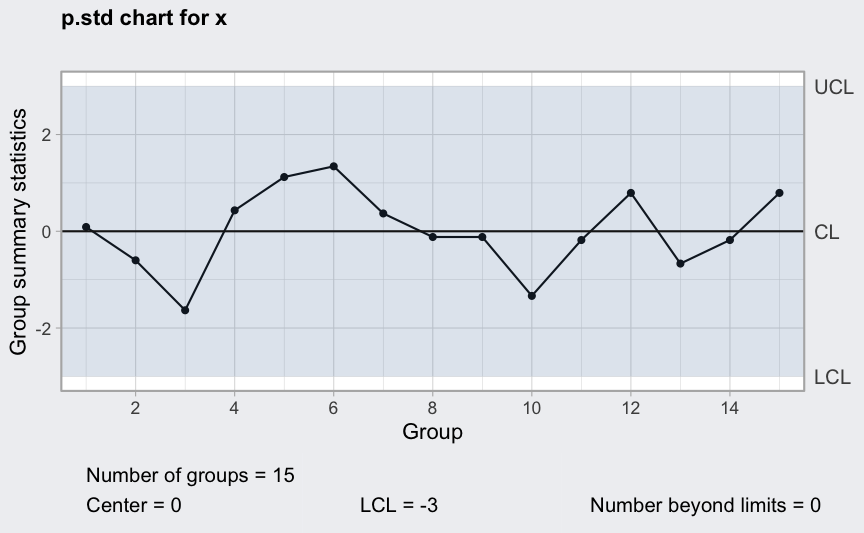 p.std chart for x
UCL
2
Group summary statistics
0
CL
-2
LCL
2 4 6 8 10 12 14
Group
Number of groups = 15
Center = 0 LCL = -3 Number beyond limits = 0